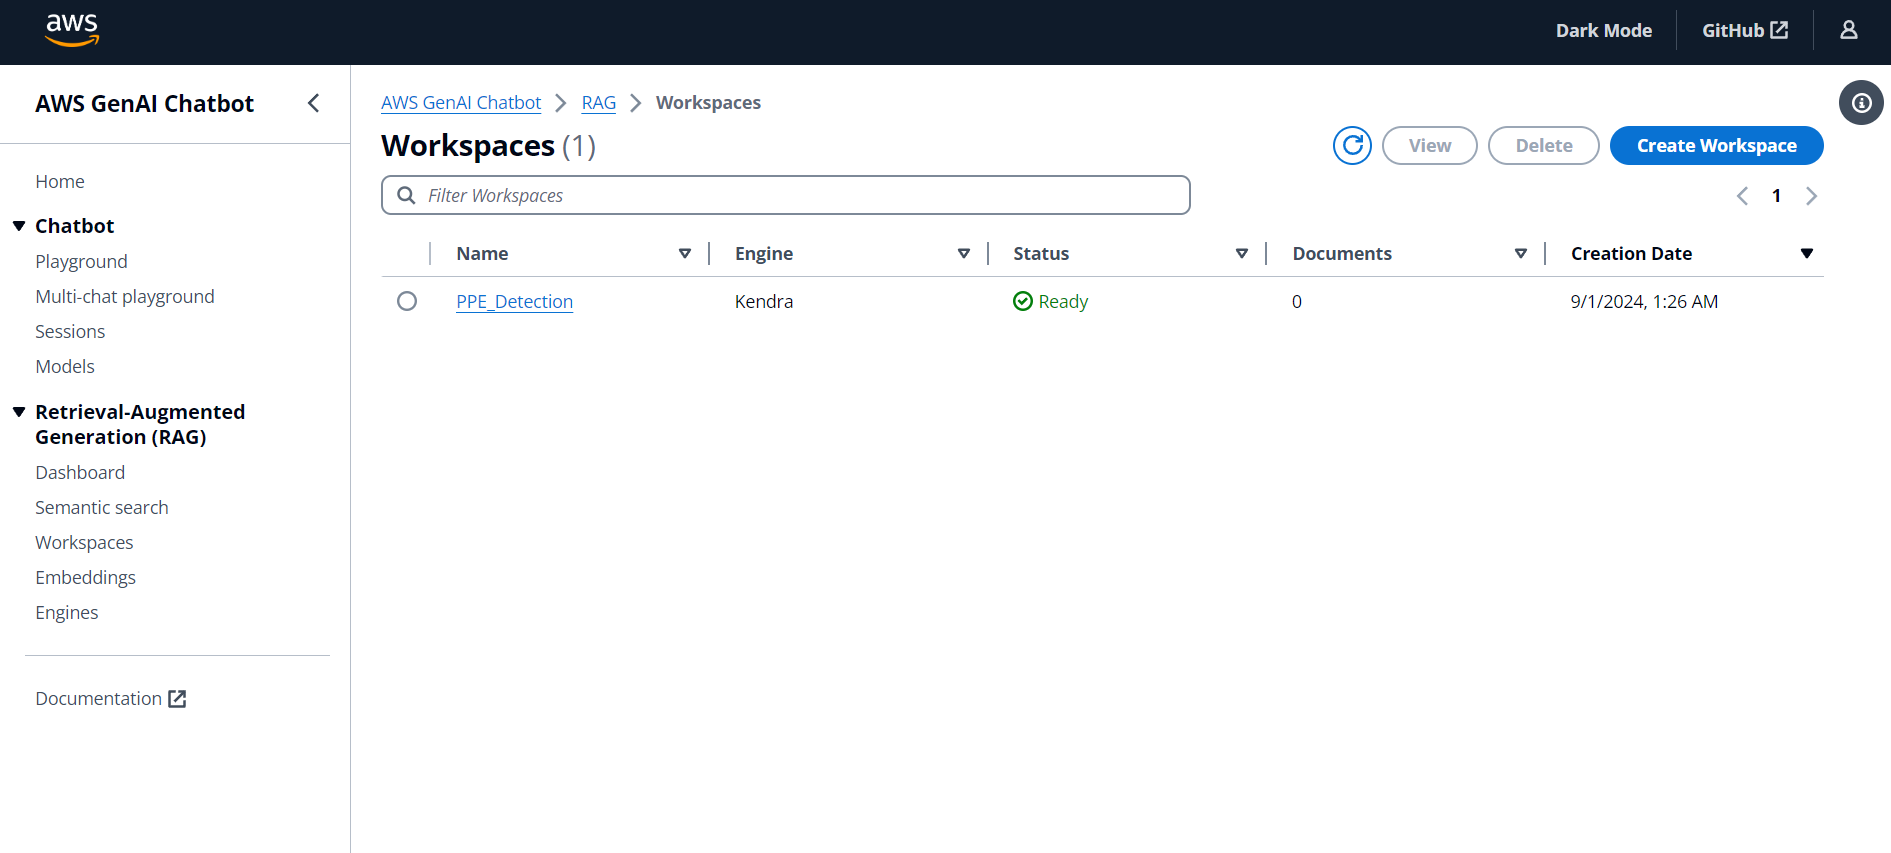 aws
Dark Mode
GitHub
AWS GenAI Chatbot
Home
Chatbot
Playground
Multi-chat playground
Sessions
Models
Retrieval-Augmented
Generation (RAG)
Dashboard
Semantic search
Workspaces
Embeddings
Engines
Documentation
AWS GenAI Chatbot > RAG > Workspaces
Workspaces (1)
View
Delete
Create Workspace
Filter Workspaces
1
Name Engine Status Documents Creation Date
PPE_Detection Kendra Ready 0 9/1/2024, 1:26 AM